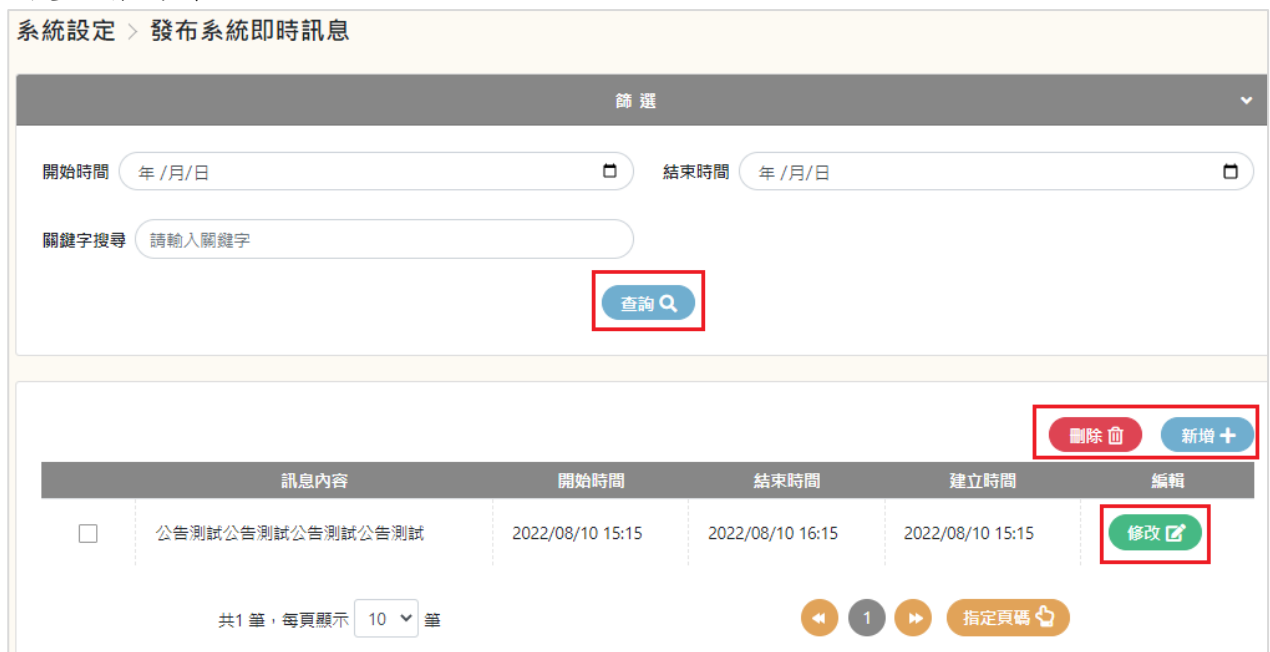 系統設定 > 發布系統即時訊息
篩 選
開始時間 年 /月/日 結束時間 年 /月/日
關鍵字搜尋 請輸入關鍵字
查詢
刪除 新增
訊息內容 開始時間 結束時間 建立時間 編輯
公告測試公告測試公告測試公告測試 2022/08/10 15:15 2022/08/10 16:15 2022/08/10 15:15 修改
共1 筆，每頁顯示 10 筆 1 指定頁碼